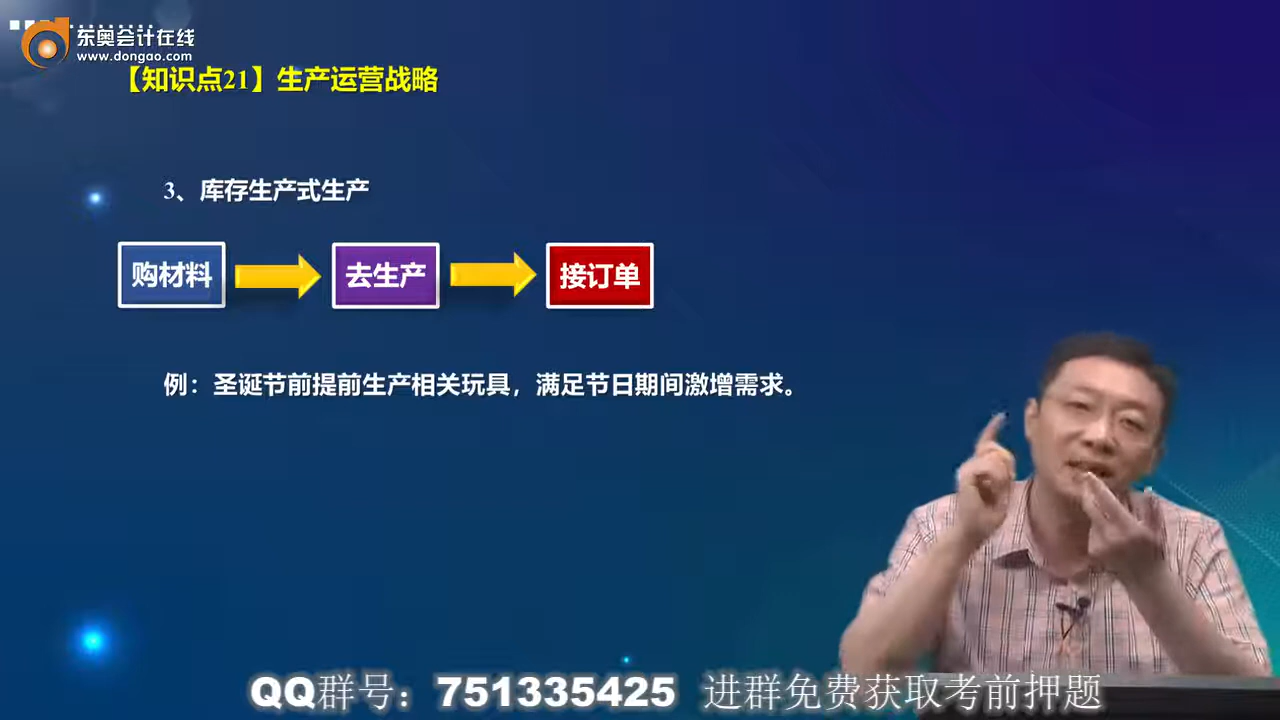 东奥会计在线
www.dongao.com
【知识点21】生产运营战略
3、库存生产式生产
购材料
去生产
接订单
例：圣诞节前提前生产相关玩具，满足节日期间激增需求。
QQ群号：751335425 进群免费获取考前押题